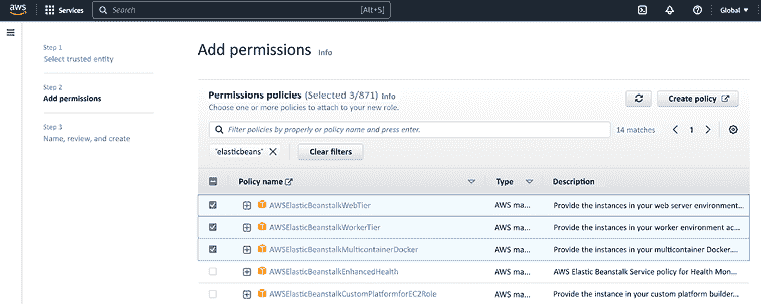 aws
Services
Search
[Alt+S]
Global
Step 1
Select trusted entity
Step 2
Add permissions
Step 3
Name, review, and create
Add permissions Info
Permissions policies (Selected 3/871) Info
Choose one or more policies to attach to your new role.
Create policy
Filter policies by properly or policy name and press enter.
14 matches
1
"elasticbeans"
Clear filters
Policy name Type Description
AWSElasticBeanstalkWebTier AWS ma... Provide the instances in your web server environment...
AWSElasticBeanstalkWorkerTier AWS ma... Provide the instances in your worker environment ac...
AWSElasticBeanstalkMulticontainerDocker AWS ma... Provide the instances in your multicontainer Docker....
AWSElasticBeanstalkEnhancedHealth AWS ma... AWS Elastic Beanstalk Service policy for Health Mon...
AWSElasticBeanstalkCustomPlatformforECZRole AWS ma... Provide the instance in your custom platform builder...